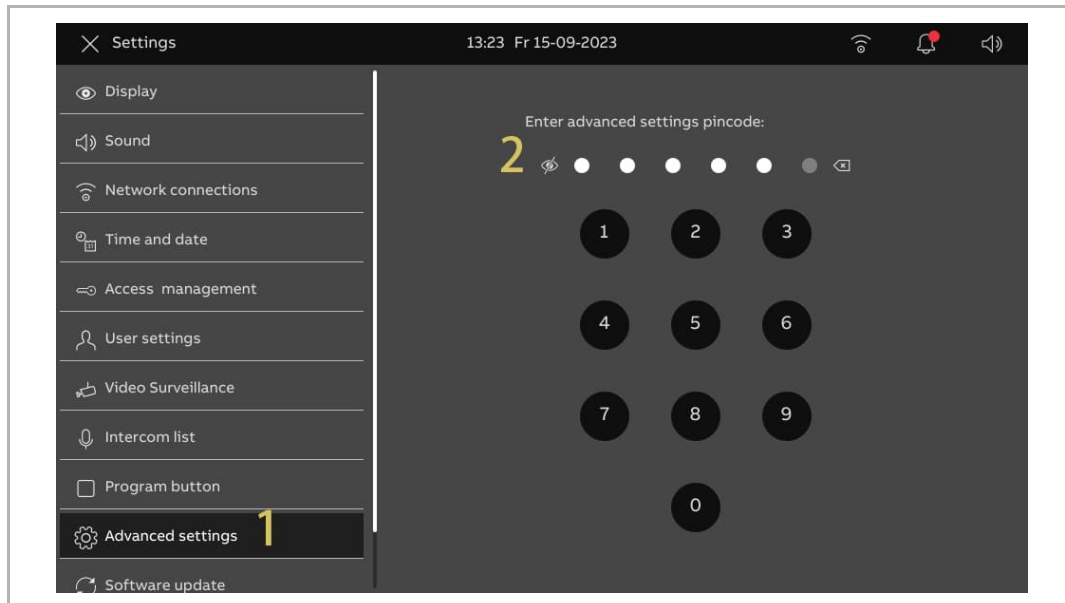 Settings
13:23 Fr 15-09-2023
Display
Sound
Network connections
Time and date
Access management
User settings
Video Surveillance
Intercom list
Program button
Advanced settings
1
Software update
Enter advanced settings pincode:
2
1 2 3
4 5 6
7 8 9
0